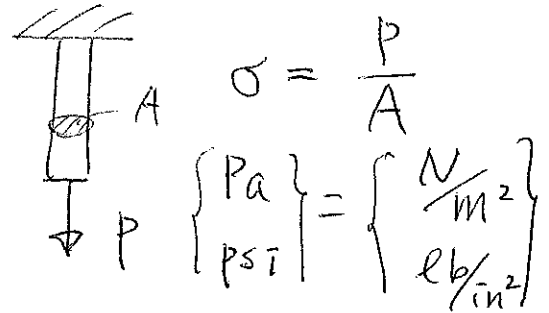 A
σ = P/A
P
{Pa psi} = {N/m² lb/in²}